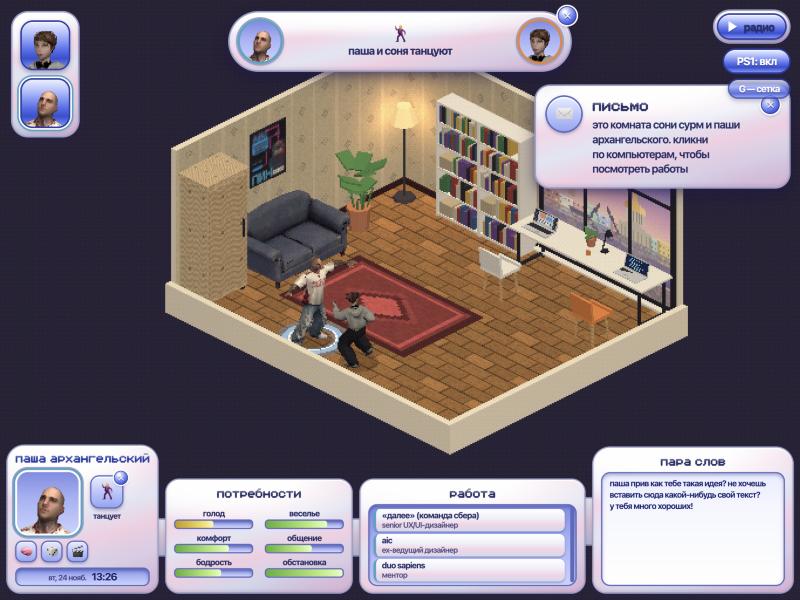 паша и соня танцуют
радио
PS1: вкл
G — сетка
письмо
это комната сони сурм и паши
архангельского. кликни
по компьютерам, чтобы
посмотреть работы
паша архангельский
танцует
вт, 24 нояб. 13:26
потребности
голод
веселье
комфорт
общение
бодрость
обстановка
работа
«далее» (команда сбера)
senior UX/UI-дизайнер
aic
ex-ведущий дизайнер
duo sapiens
ментор
пара слов
паша прив как тебе такая идея? не хочешь
вставить сюда какой-нибудь свой текст?
у тебя много хороших!